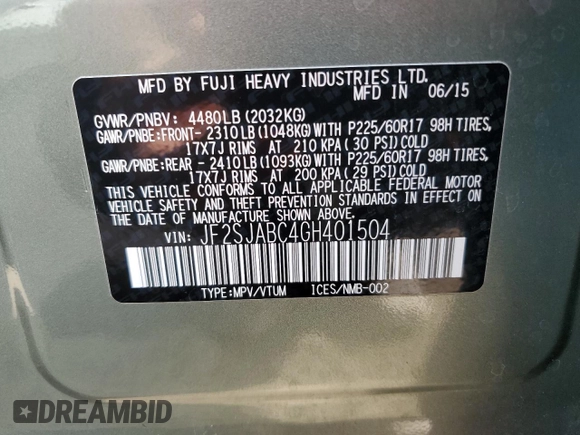 MFD BY FUJI HEAVY INDUSTRIES LTD.
MFD IN 06/15
GVWR/PNBV: 4480LB(2032KG)
GAWR/PNBE:FRONT- 2310LB(1048KG)WITH P225/60R17 98H TIRES,
17X7J RIMS AT 210 KPA( 30 PSI)COLD
GAWR/PNBE:REAR - 2410LB(1093KG)WITH P225/60R17 98H TIRES,
17X7J RIMS AT 200 KPA( 29 PSI)COLD
THIS VEHICLE CONFORMS TO ALL APPLICABLE FEDERAL MOTOR
VEHICLE SAFETY AND THEFT PREVENTION STANDARDS IN EFFECT ON
THE DATE OF MANUFACTURE SHOWN ABOVE.
VIN: JF2SJABC4GH401504
TYPE:MPV/VTUM ICES/NMB-002
DREAMBID